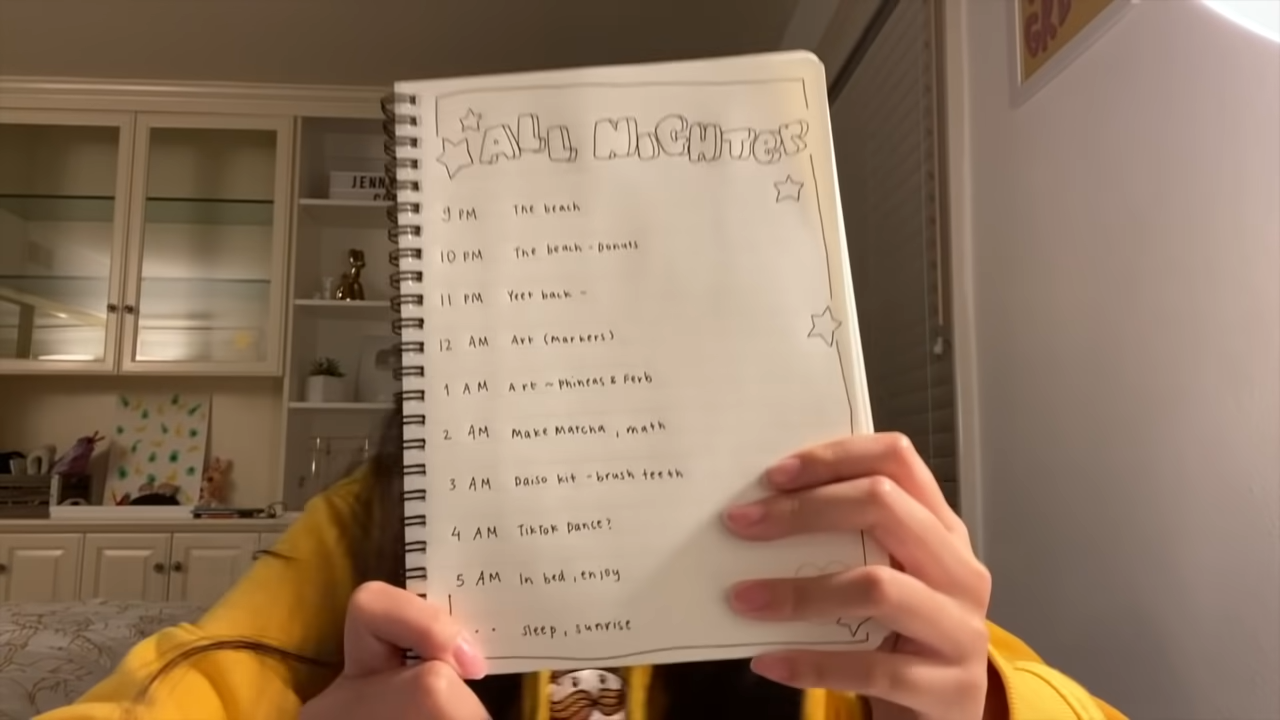 ALL NIGHTER
9 PM The beach
10 PM The beach - Donuts
11 PM Yeet back -
12 AM Art (markers)
1 AM Art ~ Phineas & Ferb
2 AM Make Matcha, math
3 AM Daiso kit - brush teeth
4 AM TikTok Dance?
5 AM In bed, enjoy
.. sleep, sunrise
JENN